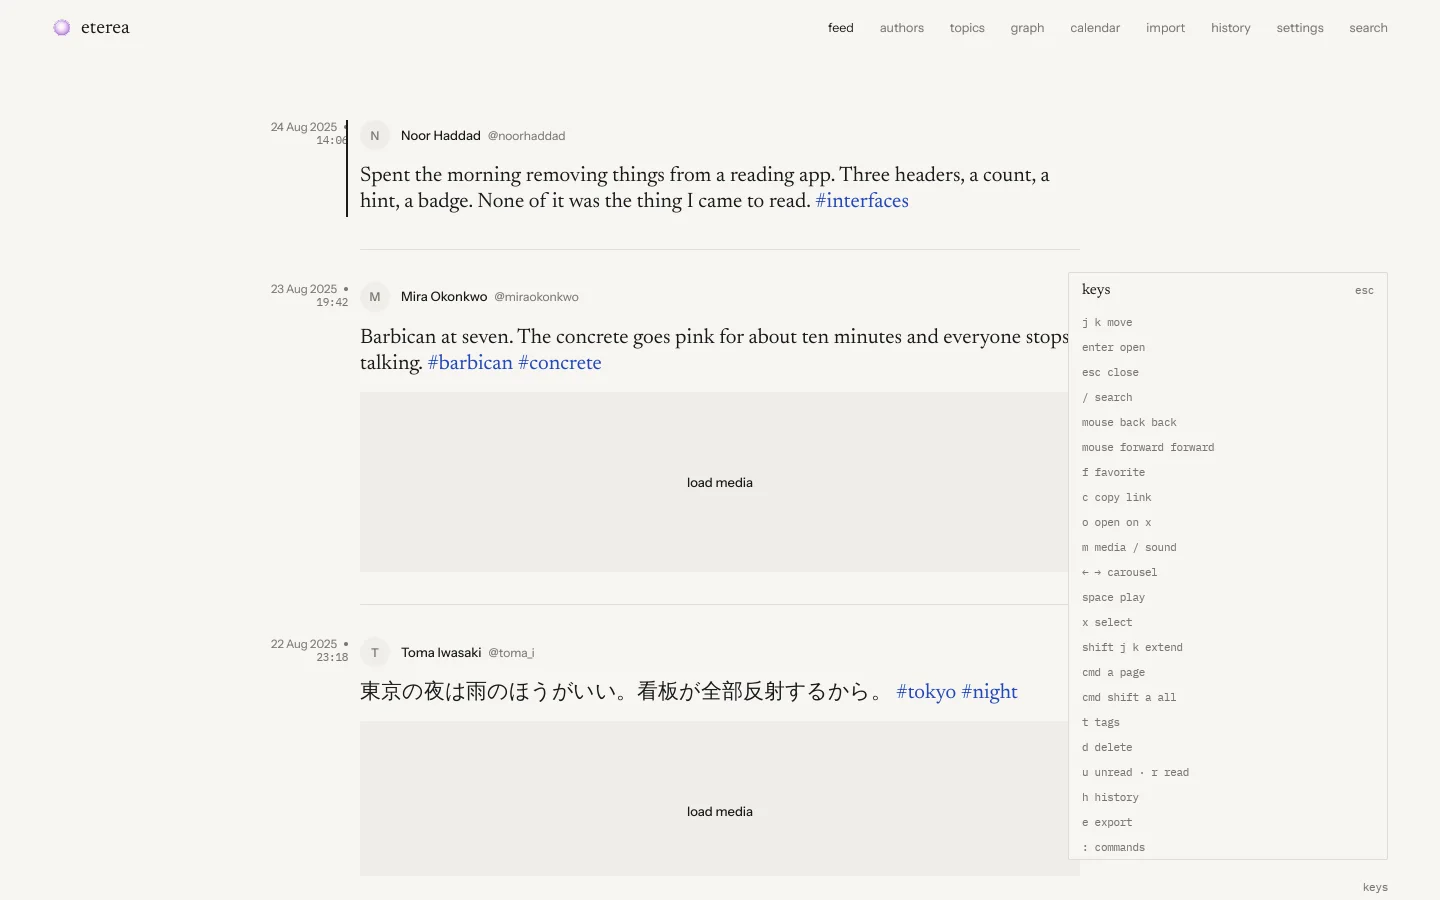 eterea
feed authors topics graph calendar import history settings search
24 Aug 2025 •
14:06
N
Noor Haddad @noorhaddad
Spent the morning removing things from a reading app. Three headers, a count, a
hint, a badge. None of it was the thing I came to read. #interfaces
23 Aug 2025 •
19:42
M
Mira Okonkwo @miraokonkwo
Barbican at seven. The concrete goes pink for about ten minutes and everyone stops
talking. #barbican #concrete
load media
22 Aug 2025 •
23:18
T
Toma Iwasaki @toma_i
東京の夜は雨のほうがいい。看板が全部反射するから。 #tokyo #night
load media
keys esc
j k move
enter open
esc close
/ search
mouse back back
mouse forward forward
f favorite
c copy link
o open on x
m media / sound
← → carousel
space play
x select
shift j k extend
cmd a page
cmd shift a all
t tags
d delete
u unread · r read
h history
e export
: commands
keys